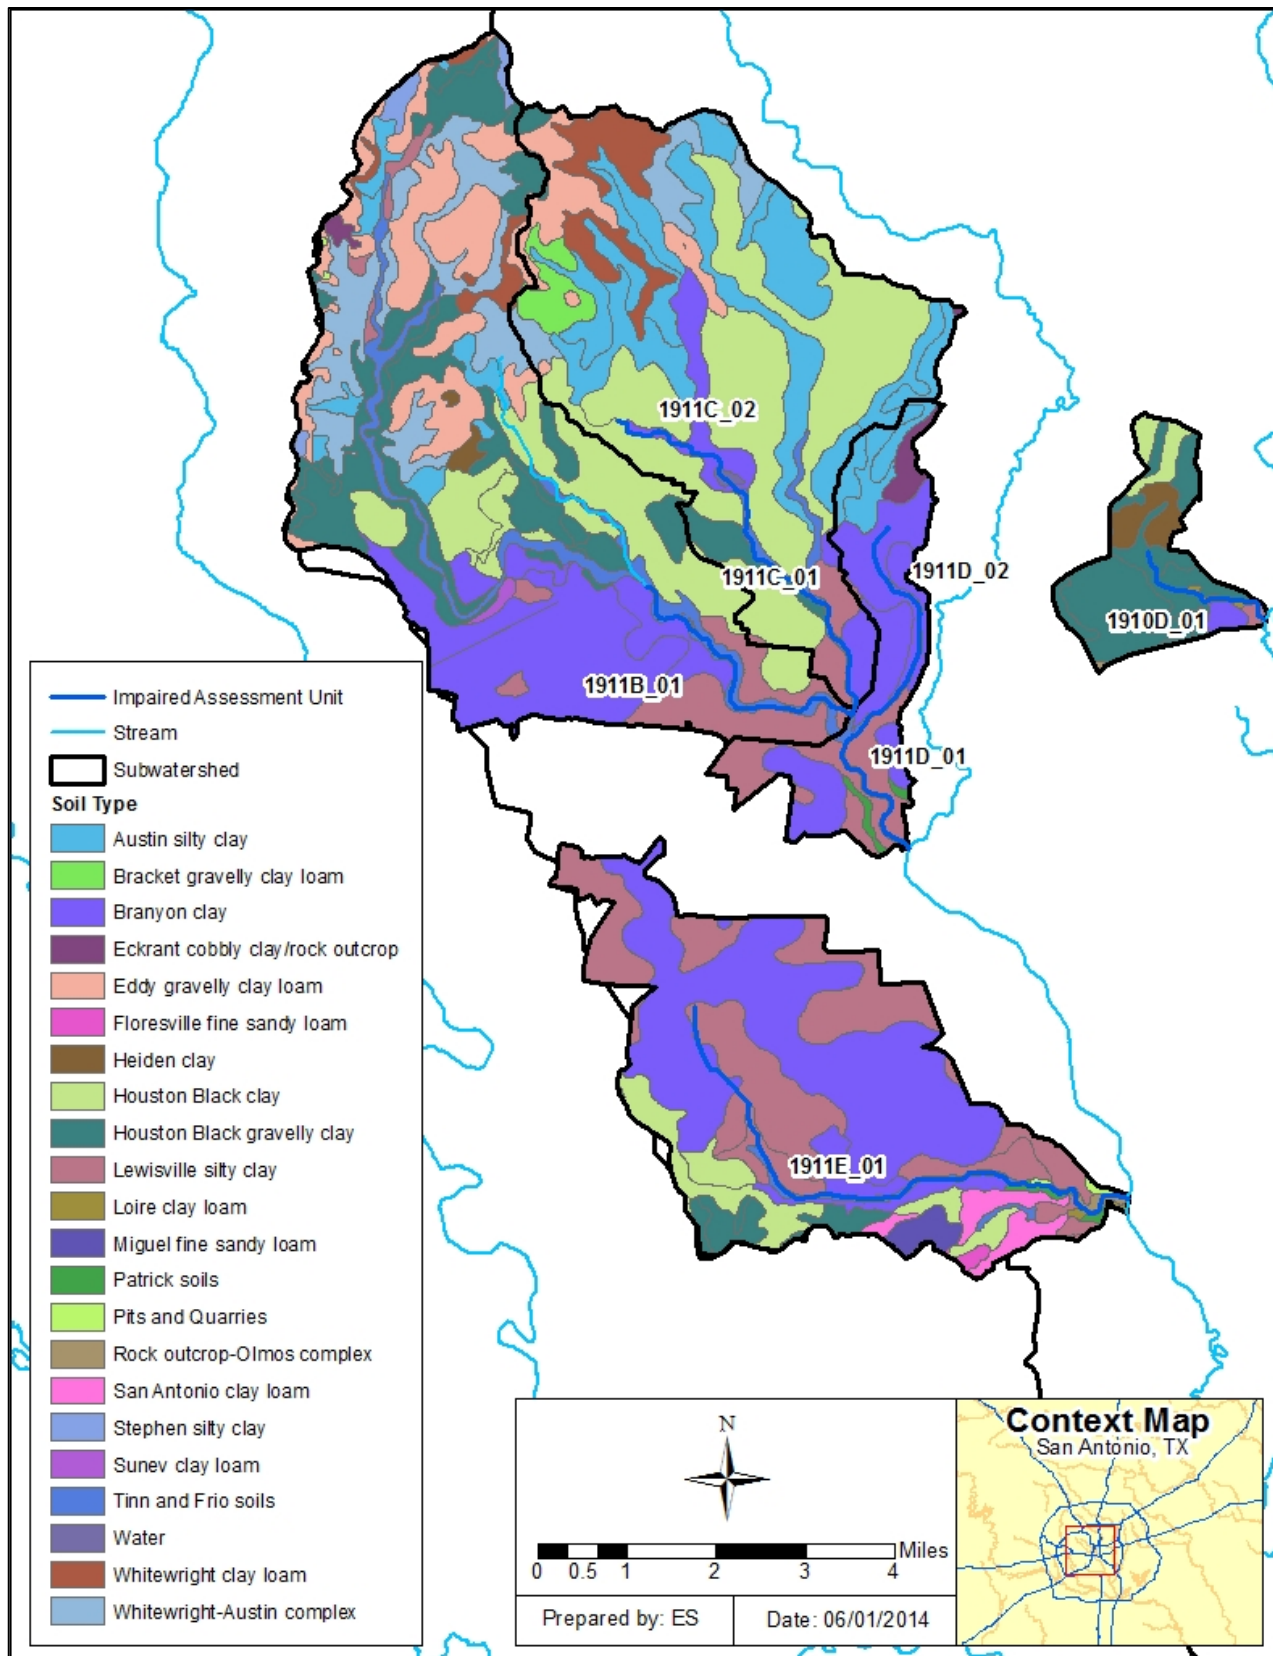 1911C_02
1911D_02
1911C_01
1910D_01
1911B_01
1911D_01
1911E_01
Impaired Assessment Unit
Stream
Subwatershed
Soil Type
Austin silty clay
Bracket gravelly clay loam
Branyon clay
Eckrant cobbly clay/rock outcrop
Eddy gravelly clay loam
Floresville fine sandy loam
Heiden clay
Houston Black clay
Houston Black gravelly clay
Lewisville silty clay
Loire clay loam
Miguel fine sandy loam
Patrick soils
Pits and Quarries
Rock outcrop-Olmos complex
San Antonio clay loam
Stephen silty clay
Sunev clay loam
Tinn and Frio soils
Water
Whitewright clay loam
Whitewright-Austin complex
N
Miles
0 0.5 1 2 3 4
Prepared by: ES
Date: 06/01/2014
Context Map
San Antonio, TX